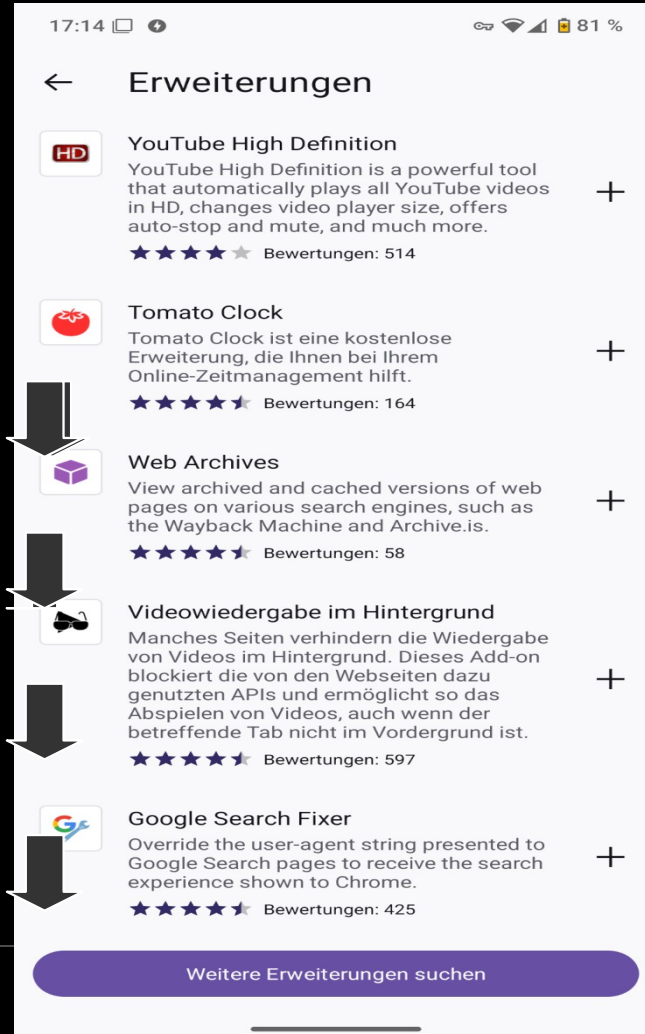 17:14 81 %
Erweiterungen
HD
YouTube High Definition
YouTube High Definition is a powerful tool
that automatically plays all YouTube videos
in HD, changes video player size, offers
auto-stop and mute, and much more.
Bewertungen: 514
Tomato Clock
Tomato Clock ist eine kostenlose
Erweiterung, die Ihnen bei Ihrem
Online-Zeitmanagement hilft.
Bewertungen: 164
Web Archives
View archived and cached versions of web
pages on various search engines, such as
the Wayback Machine and Archive.is.
Bewertungen: 58
Videowiedergabe im Hintergrund
Manches Seiten verhindern die Wiedergabe
von Videos im Hintergrund. Dieses Add-on
blockiert die von den Webseiten dazu
genutzten APIs und ermöglicht so das
Abspielen von Videos, auch wenn der
betreffende Tab nicht im Vordergrund ist.
Bewertungen: 597
G
Google Search Fixer
Override the user-agent string presented to
Google Search pages to receive the search
experience shown to Chrome.
Bewertungen: 425
Weitere Erweiterungen suchen